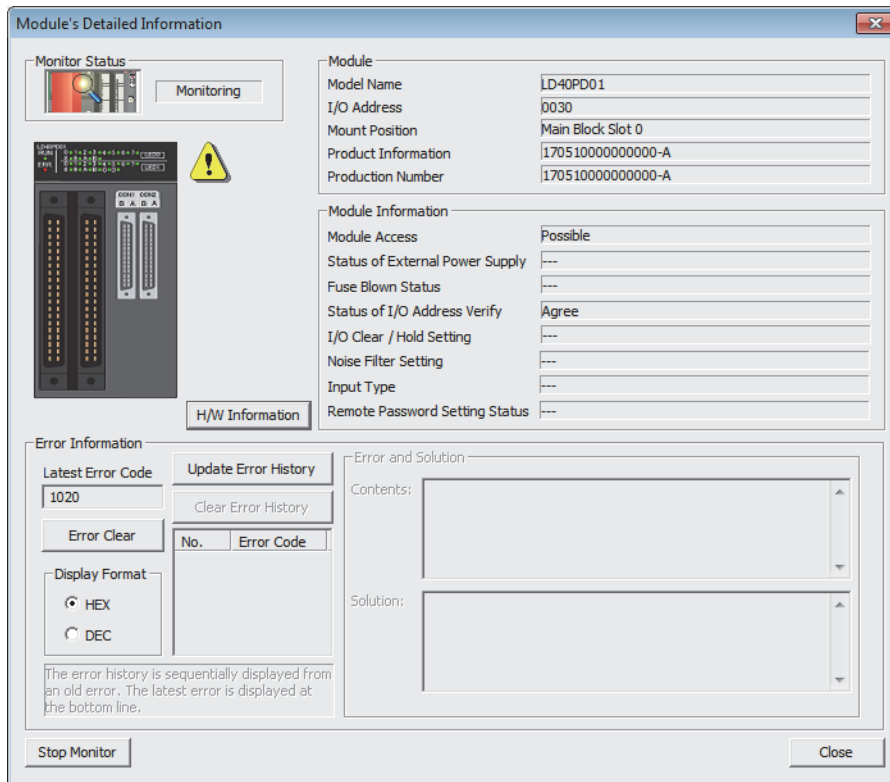 Module's Detailed Information
Monitor Status
Monitoring
LD40PD01
RUN
ERR.
CON1 CON2
B A B A
H/W Information
Module
Model Name LD40PD01
I/O Address 0030
Mount Position Main Block Slot 0
Product Information 170510000000000-A
Production Number 170510000000000-A
Module Information
Module Access Possible
Status of External Power Supply ---
Fuse Blown Status ---
Status of I/O Address Verify Agree
I/O Clear / Hold Setting ---
Noise Filter Setting ---
Input Type ---
Remote Password Setting Status ---
Error Information
Latest Error Code
1020
Error Clear
Display Format
HEX
DEC
Update Error History
Clear Error History
No. Error Code
The error history is sequentially displayed from
an old error. The latest error is displayed at
the bottom line.
Error and Solution
Contents:
Solution:
Stop Monitor
Close